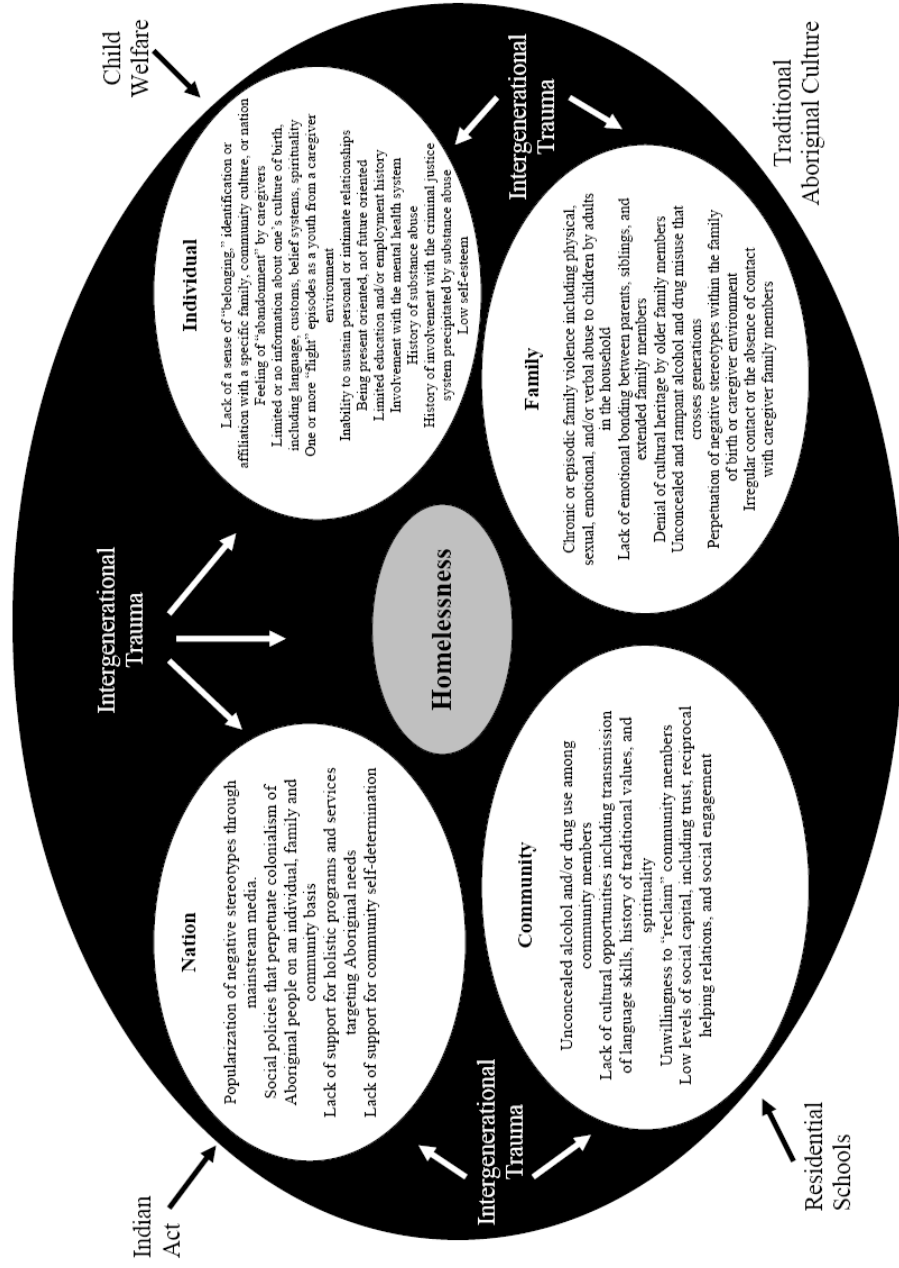 Indian
Act
Intergenerational
Trauma
Child
Welfare
Nation
Popularization of negative stereotypes through
mainstream media.
Social policies that perpetuate colonialism of
Aboriginal people on an individual, family and
community basis
Lack of support for holistic programs and services
targeting Aboriginal needs
Lack of support for community self-determination
Individual
Lack of a sense of “belonging,” identification or
affiliation with a specific family, community culture, or nation
Feeling of “abandonment” by caregivers
Limited or no information about one’s culture of birth,
including language, customs, belief systems, spirituality
One or more “flight” episodes as a youth from a caregiver
environment
Inability to sustain personal or intimate relationships
Being present oriented, not future oriented
Limited education and/or employment history
Involvement with the mental health system
History of substance abuse
History of involvement with the criminal justice
system precipitated by substance abuse
Low self-esteem
Homelessness
Intergenerational
Trauma
Intergenerational
Trauma
Community
Unconcealed alcohol and/or drug use among
community members
Lack of cultural opportunities including transmission
of language skills, history of traditional values, and
spirituality
Unwillingness to “reclaim” community members
Low levels of social capital, including trust, reciprocal
helping relations, and social engagement
Family
Chronic or episodic family violence including physical,
sexual, emotional, and/or verbal abuse to children by adults
in the household
Lack of emotional bonding between parents, siblings, and
extended family members
Denial of cultural heritage by older family members
Unconcealed and rampant alcohol and drug misuse that
crosses generations
Perpetuation of negative stereotypes within the family
of birth or caregiver environment
Irregular contact or the absence of contact
with caregiver family members
Residential
Schools
Traditional
Aboriginal Culture